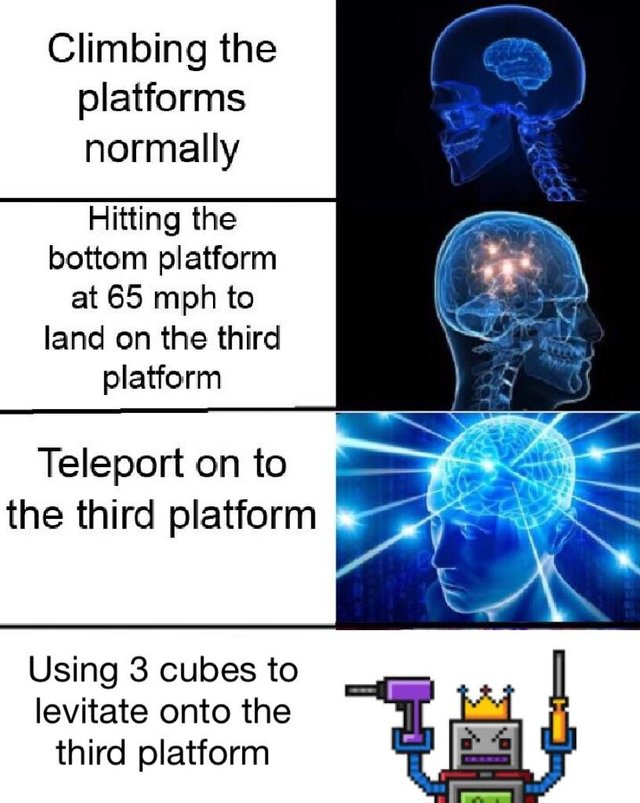 Climbing the
platforms
normally
Hitting the
bottom platform
at 65 mph to
land on the third
platform
Teleport on to
the third platform
Using 3 cubes to
levitate onto the
third platform